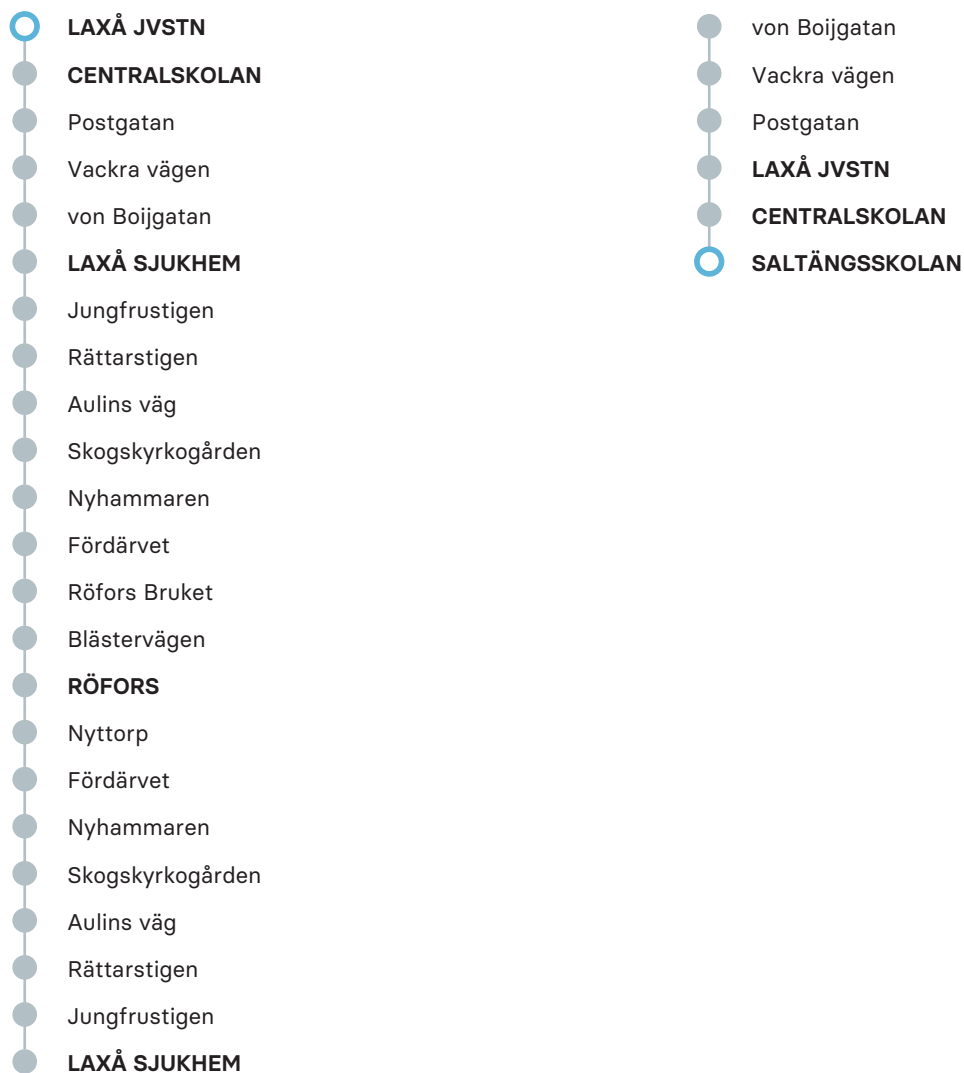 LAXÅ JVSTN
CENTRALSKOLAN
Postgatan
Vackra vägen
von Boijgatan
LAXÅ SJUKHEM
Jungfrustigen
Rättarstigen
Aulins väg
Skogskyrkogården
Nyhammaren
Fördärvet
Röfors Bruket
Blästervägen
RÖFORS
Nyttorp
Fördärvet
Nyhammaren
Skogskyrkogården
Aulins väg
Rättarstigen
Jungfrustigen
LAXÅ SJUKHEM
von Boijgatan
Vackra vägen
Postgatan
LAXÅ JVSTN
CENTRALSKOLAN
SALTÄNGSSKOLAN